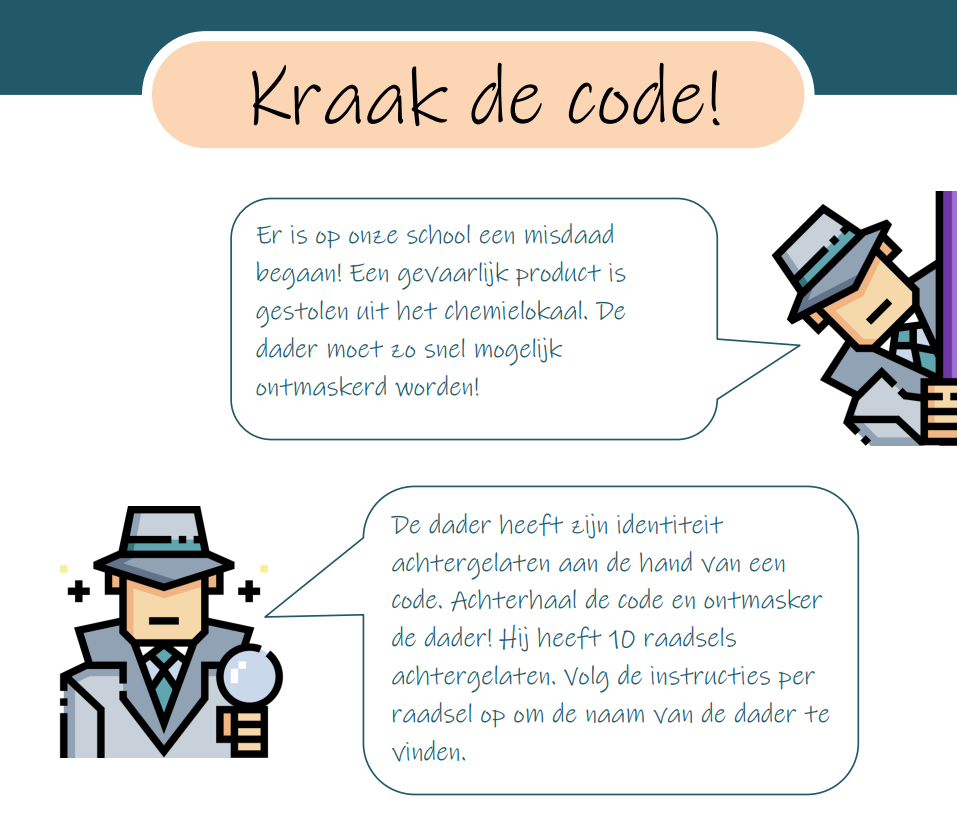 Kraak de code!
Er is op onze school een misdaad
begaan! Een gevaarlijk product is
gestolen uit het chemielokaal. De
dader moet zo snel mogelijk
ontmaskerd worden!
De dader heeft zijn identiteit
achtergelaten aan de hand van een
code. Achterhaal de code en ontmasker
de dader! Hij heeft 10 raadsels
achtergelaten. Volg de instructies per
raadsel op om de naam van de dader te
vinden.